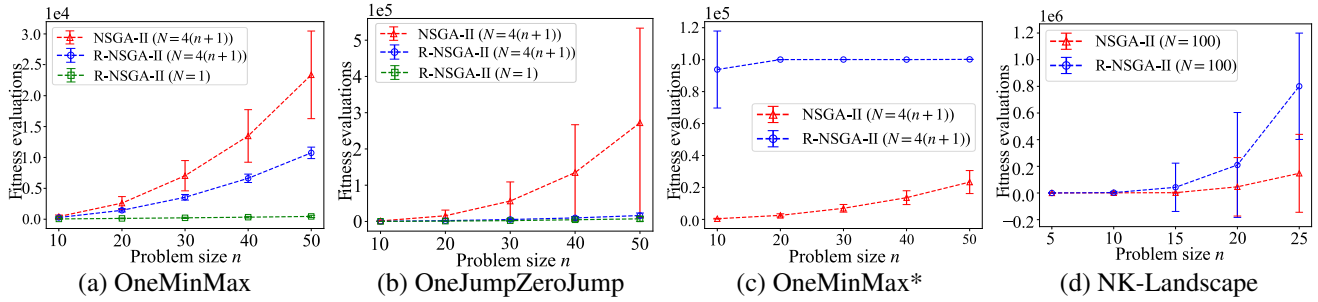 1e4
Fitness evaluations
3.0
2.5
2.0
1.5
1.0
0.5
0.0
NSGA-II (N=4(n+1))
R-NSGA-II (N=4(n+1))
R-NSGA-II (N=1)
10 20 30 40 50
Problem size n
(a) OneMinMax
1e5
Fitness evaluations
5
4
3
2
1
0
NSGA-II (N=4(n+1))
R-NSGA-II (N=4(n+1))
R-NSGA-II (N=1)
10 20 30 40 50
Problem size n
(b) OneJumpZeroJump
1e5
Fitness evaluations
1.2
1.0
0.8
0.6
0.4
0.2
0.0
NSGA-II (N=4(n+1))
R-NSGA-II (N=4(n+1))
10 20 30 40 50
Problem size n
(c) OneMinMax*
1e6
Fitness evaluations
1.2
1.0
0.8
0.6
0.4
0.2
0.0
−0.2
NSGA-II (N=100)
R-NSGA-II (N=100)
5 10 15 20 25
Problem size n
(d) NK-Landscape